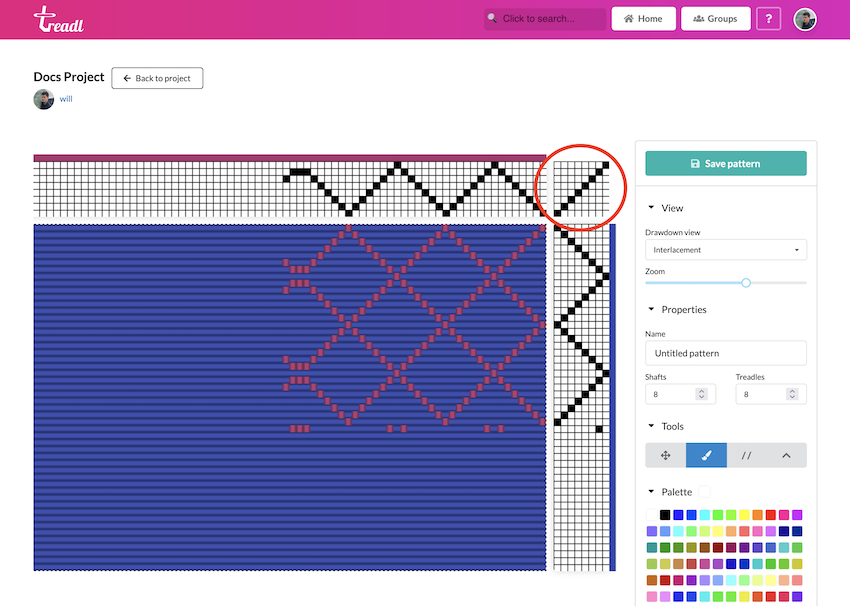 treadl
Click to search...
Home
Groups
?
Docs Project
Back to project
will
Save pattern
View
Drawdown view
Interlacement
Zoom
Properties
Name
Untitled pattern
Shafts
Treadles
8
8
Tools
Palette